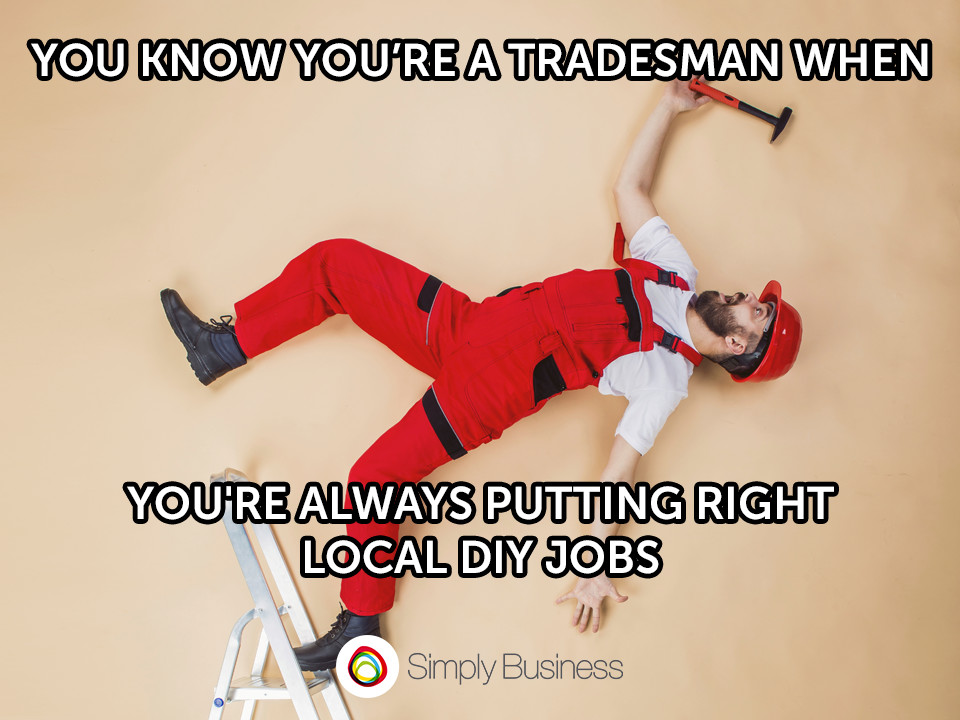 YOU KNOW YOU‘RE A TRADESMAN WHEN
YOU'RE ALWAYS PUTTING RIGHT
LOCAL DIY JOBS
Simply Business